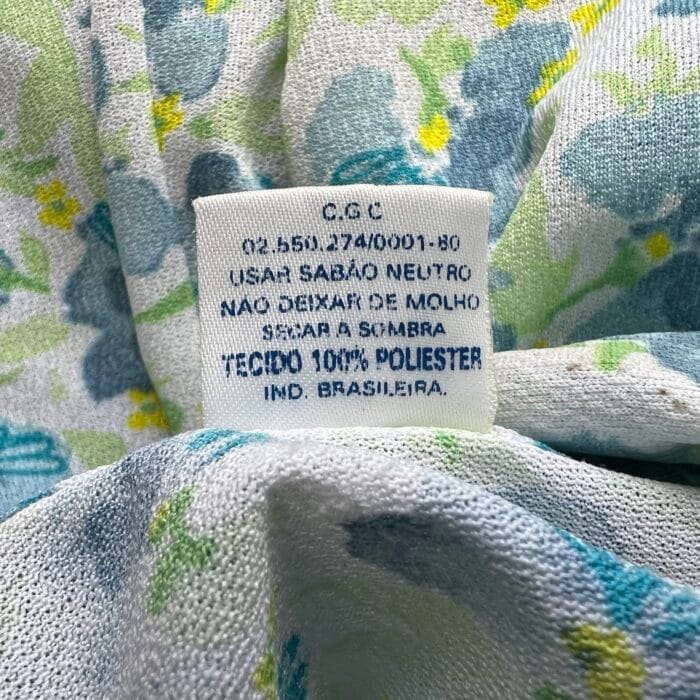 C.G C
02.550.274/0001-80
USAR SABÃO NEUTRO
NAO DEIXAR DE MOLHO
SECAR A SOMBRA
TECIDO 100% POLIESTER
IND. BRASILEIRA.